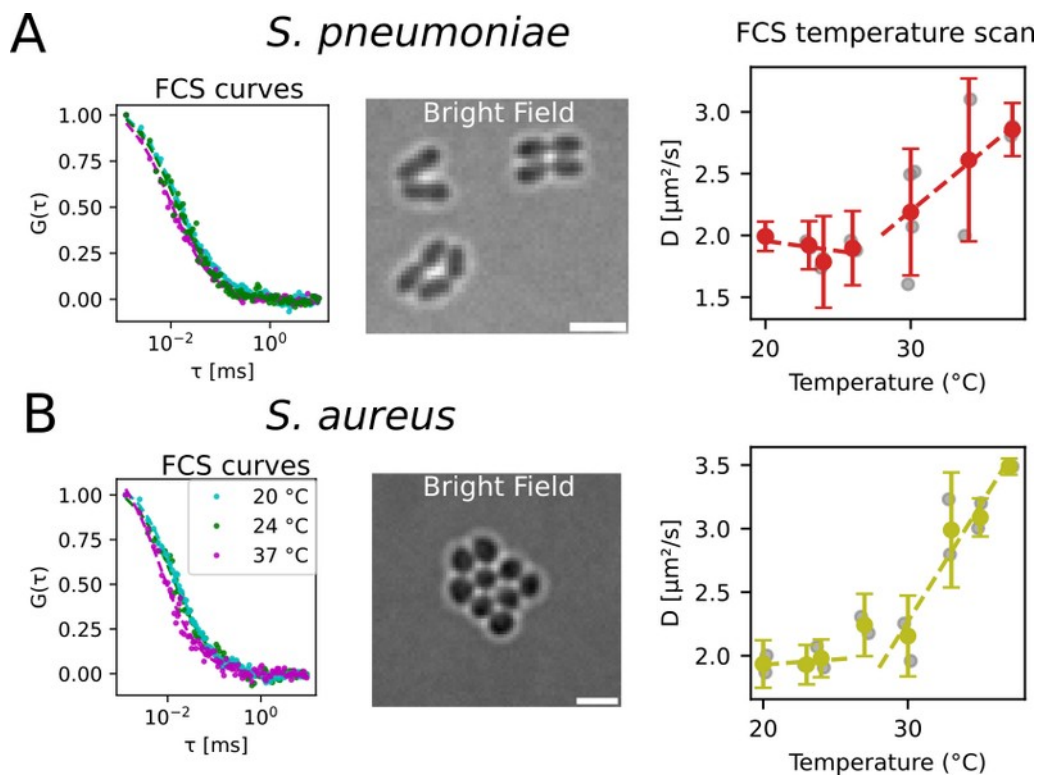 A
S. pneumoniae
FCS temperature scan
FCS curves
1.00
0.75
0.50
0.25
0.00
G(τ)
10⁻²
10⁰
τ [ms]
Bright Field
3.0
2.5
2.0
1.5
D [μm²/s]
20
30
Temperature (°C)
B
S. aureus
FCS curves
20 °C
24 °C
37 °C
1.00
0.75
0.50
0.25
0.00
G(τ)
10⁻²
10⁰
τ [ms]
Bright Field
3.5
3.0
2.5
2.0
D [μm²/s]
20
30
Temperature (°C)